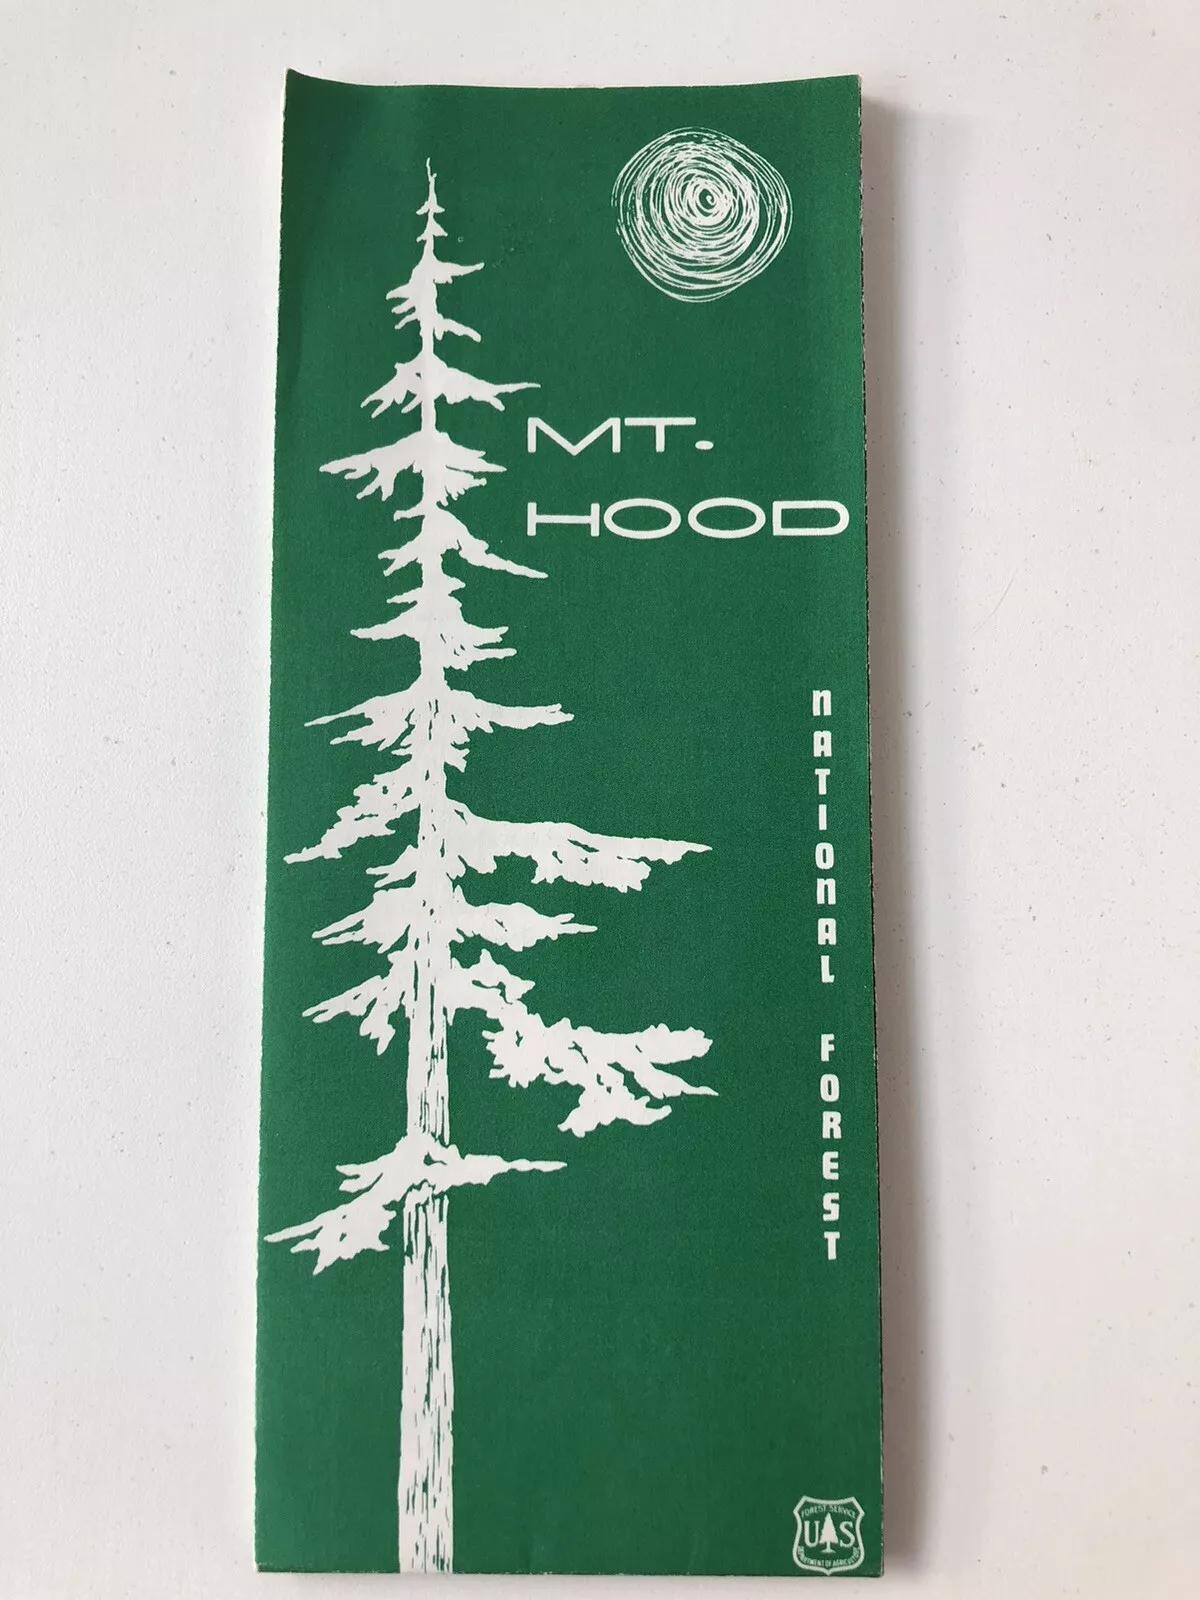 MT.
HOOD
NATIONAL FOREST
FOREST SERVICE
U S
DEPARTMENT OF AGRICULTURE